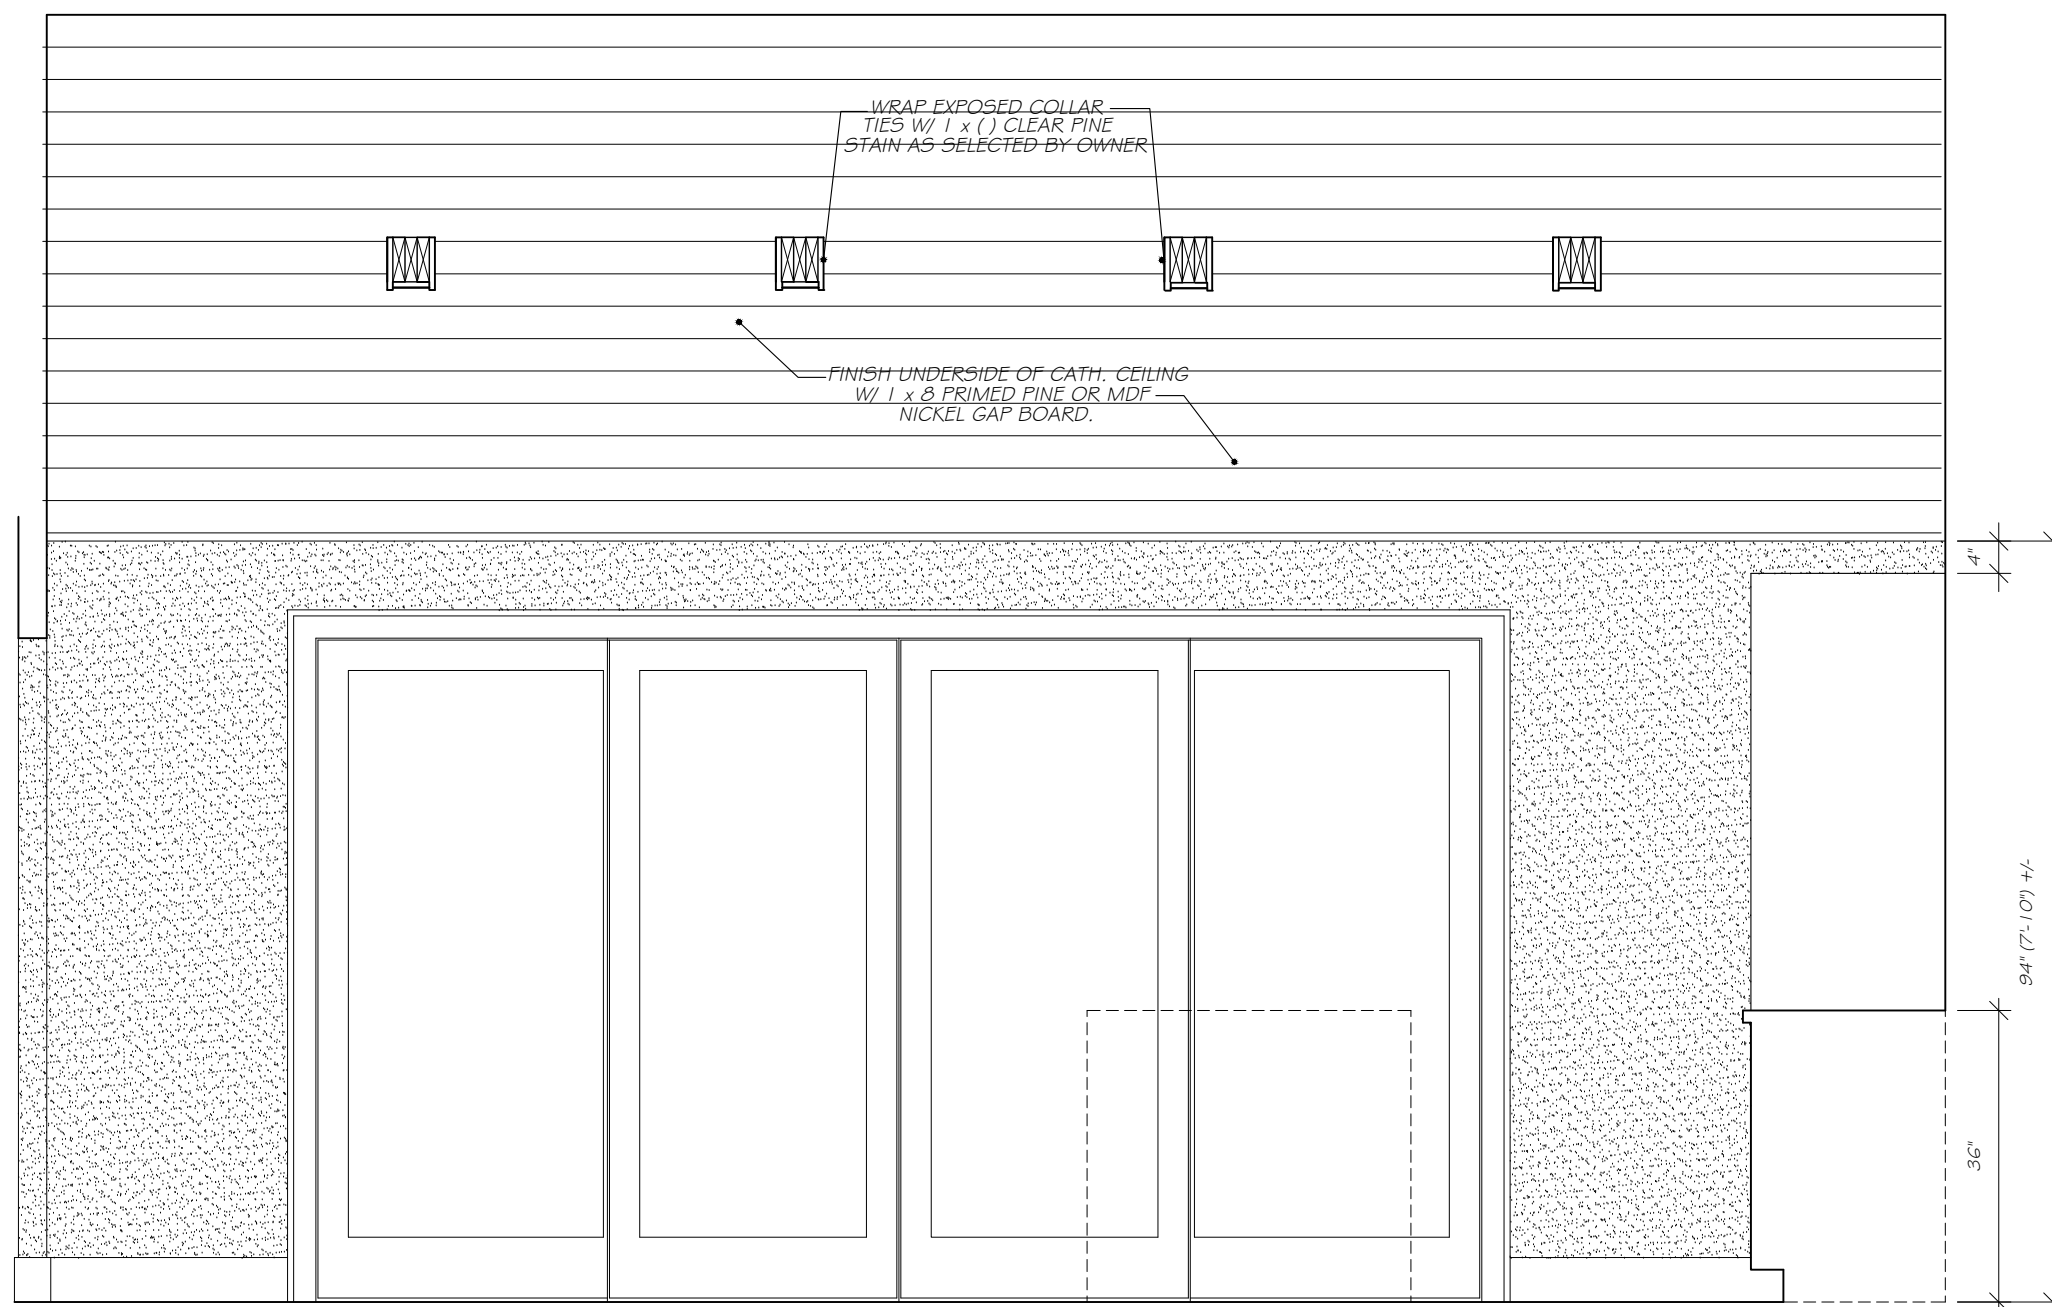 WRAP EXPOSED COLLAR
TIES W/ 1 x ( ) CLEAR PINE
STAIN AS SELECTED BY OWNER
FINISH UNDERSIDE OF CATH. CEILING
W/ 1 x 8 PRIMED PINE OR MDF
NICKEL GAP BOARD.
4"
94" (7'-10") +/-
36"